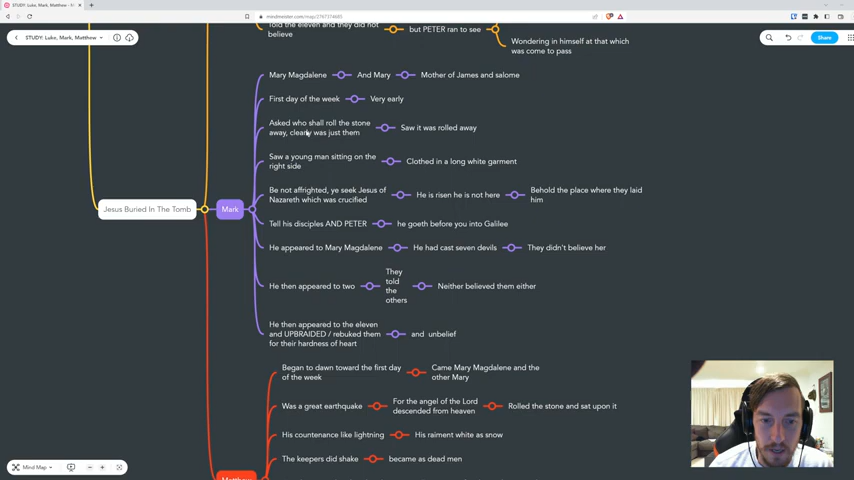 STUDY: Luke, Mark, Matthew
mindmeister.com/map/2767374685
STUDY: Luke, Mark, Matthew
Share
Told the eleven and they did not
believe
but PETER ran to see
Wondering in himself at that which
was come to pass
Mary Magdalene
And Mary
Mother of James and salome
First day of the week
Very early
Asked who shall roll the stone
away, clearly was just them
Saw it was rolled away
Saw a young man sitting on the
right side
Clothed in a long white garment
Be not affrighted, ye seek Jesus of
Nazareth which was crucified
He is risen he is not here
Behold the place where they laid
him
Jesus Buried In The Tomb
Mark
Tell his disciples AND PETER
he goeth before you into Galilee
He appeared to Mary Magdalene
He had cast seven devils
They didn't believe her
He then appeared to two
They
told
the
others
Neither believed them either
He then appeared to the eleven
and UPBRAIDED / rebuked them
for their hardness of heart
and unbelief
Began to dawn toward the first day
of the week
Came Mary Magdalene and the
other Mary
Was a great earthquake
For the angel of the Lord
descended from heaven
Rolled the stone and sat upon it
His countenance like lightning
His raiment white as snow
The keepers did shake
became as dead men
Mind Map
Matthew